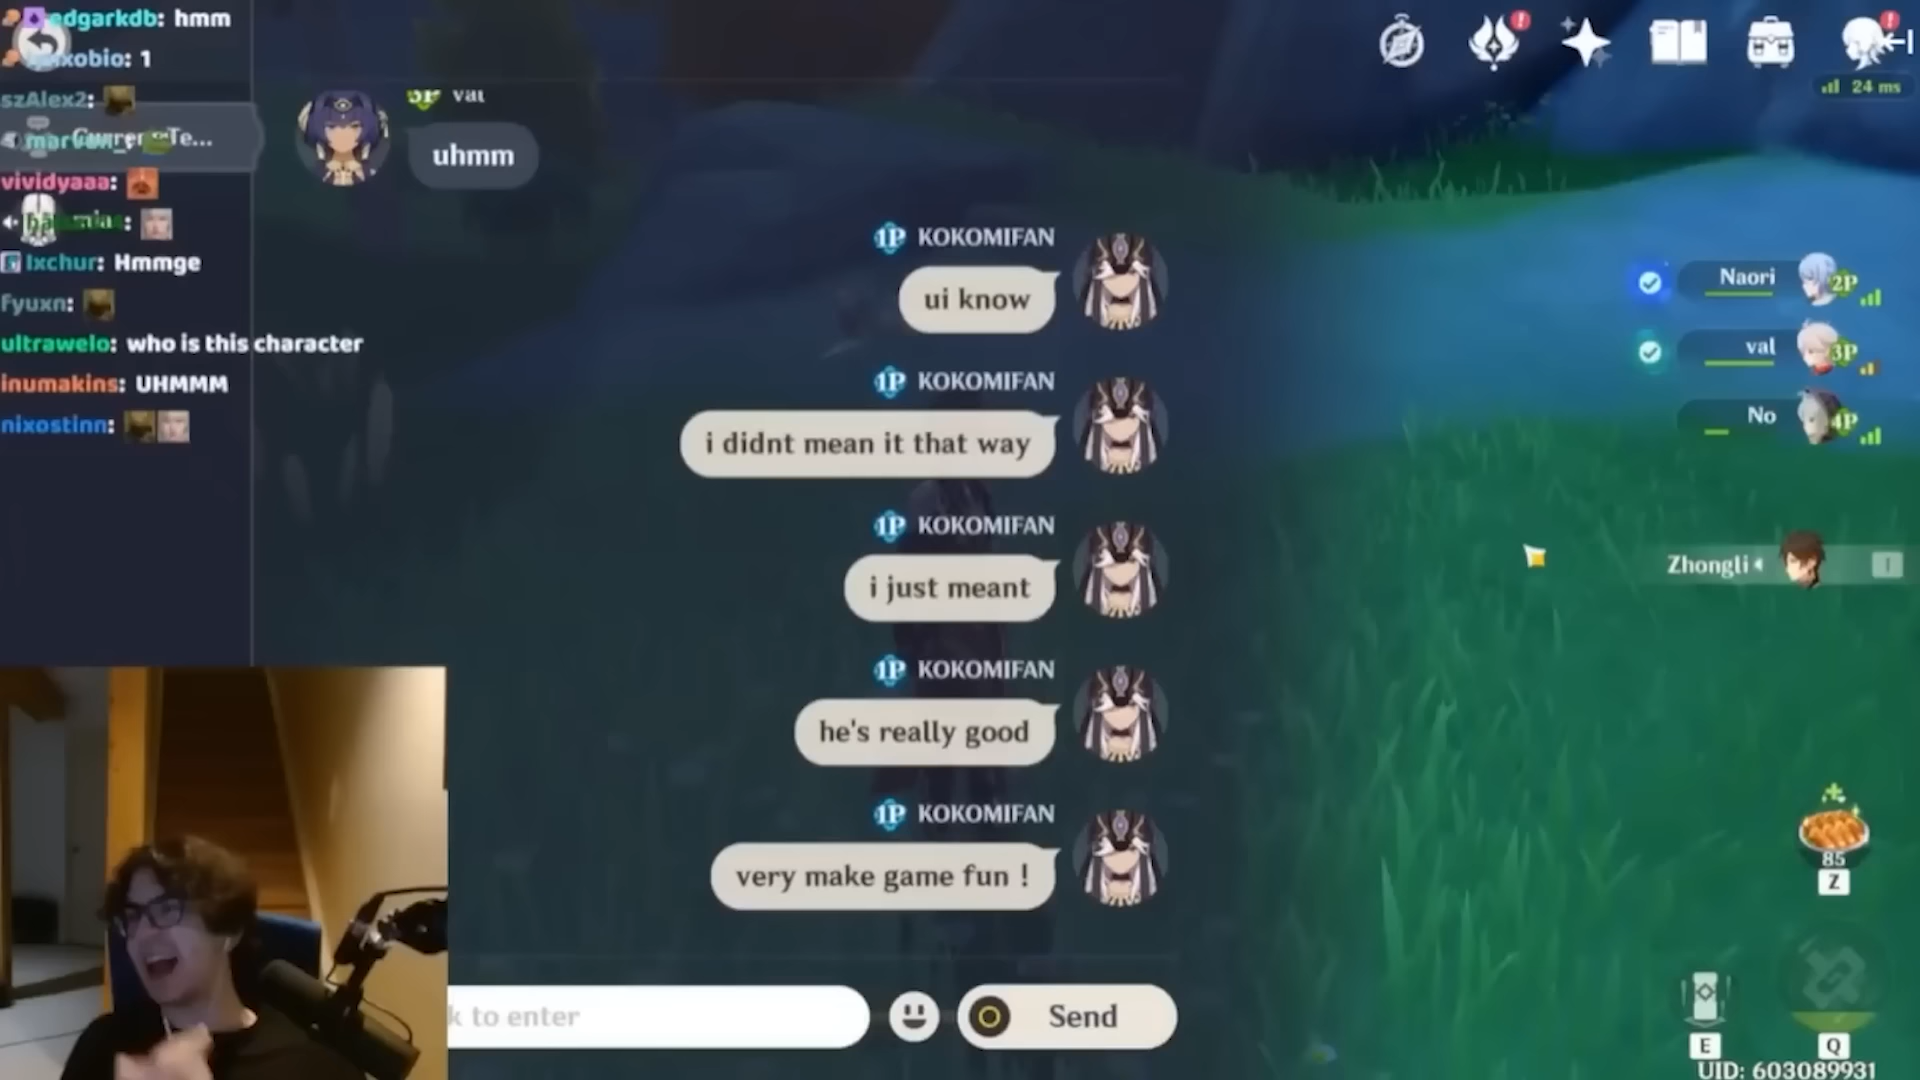 edgarkdb: hmm
xobio: 1
szAlex2:
Te...
vividyaaa:
lxchur: Hmmge
fyuxn:
ultrawelo: who is this character
inumakins: UHMMM
nixostinn:
3P val
uhmm
1P KOKOMIFAN
ui know
1P KOKOMIFAN
i didnt mean it that way
1P KOKOMIFAN
i just meant
1P KOKOMIFAN
he's really good
1P KOKOMIFAN
very make game fun !
k to enter
Send
24 ms
Naori 2P
val 3P
No 4P
Zhongli
85
Z
E
Q
UID: 603089931